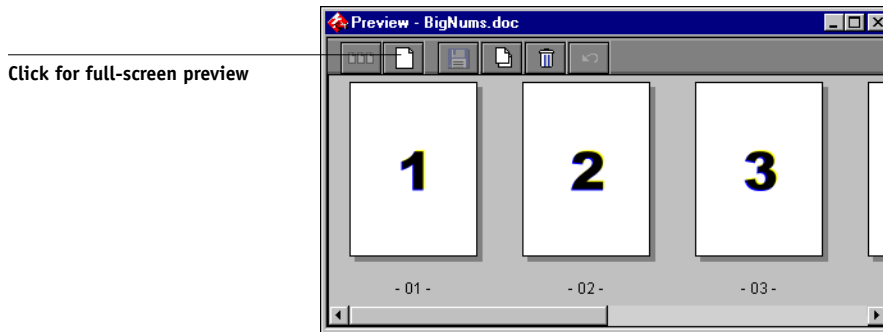 Preview - BigNums.doc
Click for full-screen preview
1 2 3
- 01 - - 02 - - 03 -